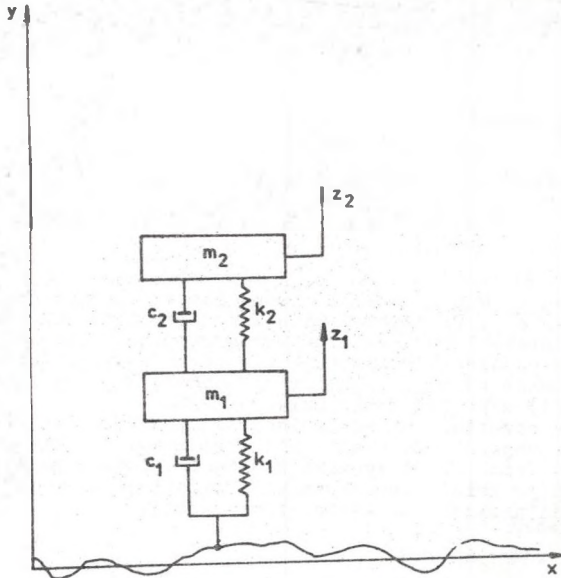 y
z₂
m₂
c₂
k₂
z₁
m₁
c₁
k₁
x